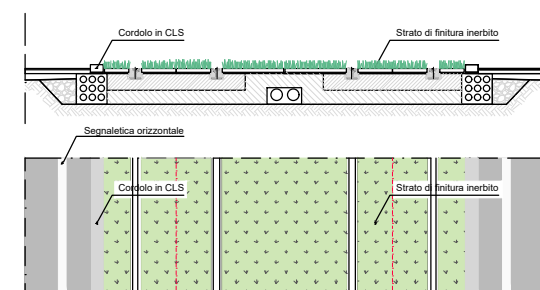 Cordolo in CLS
Strato di finitura inerbito
Segnaletica orizzontale
Cordolo in CLS
Strato di finitura inerbito